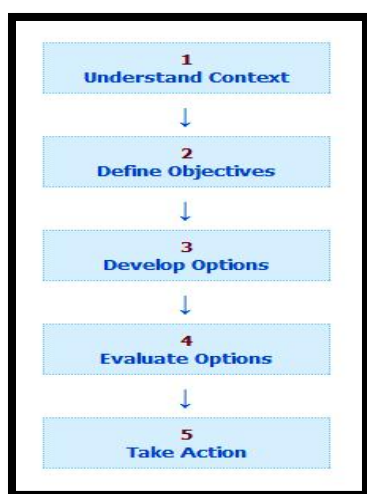 1
Understand Context
↓
2
Define Objectives
↓
3
Develop Options
↓
4
Evaluate Options
↓
5
Take Action